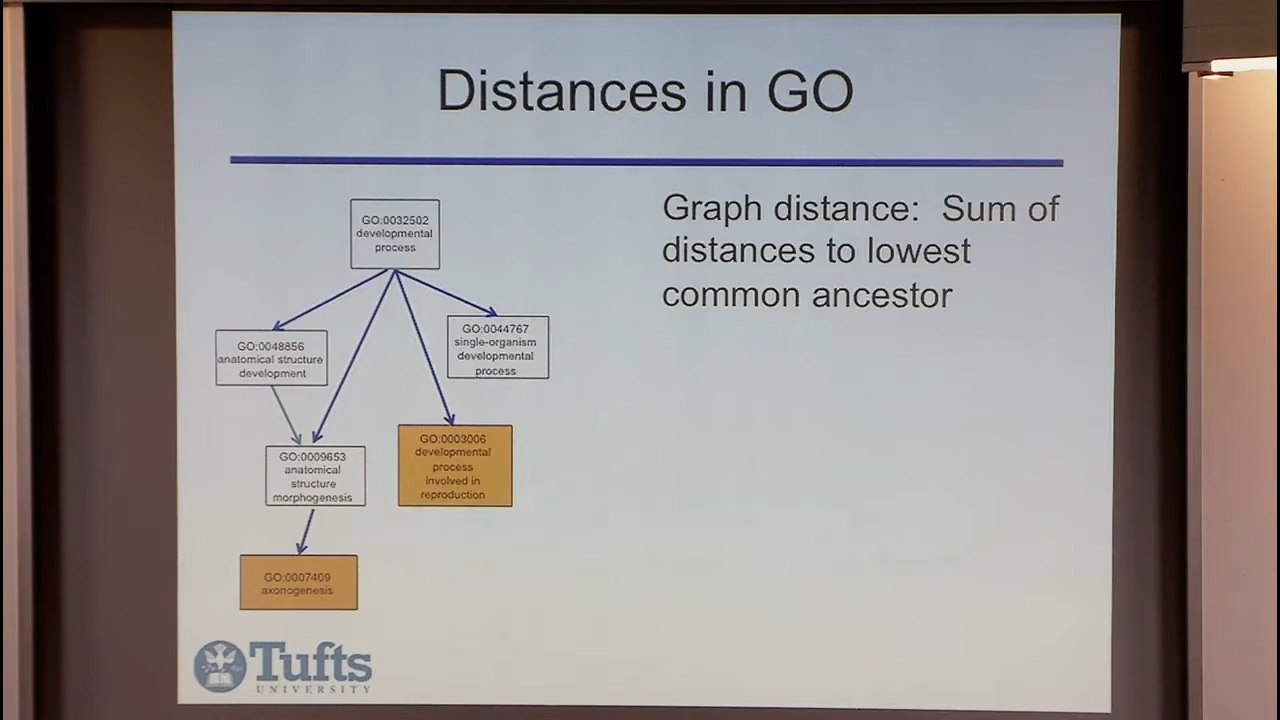 Distances in GO
Graph distance: Sum of
distances to lowest
common ancestor
GO:0032502
developmental
process
GO:0048856
anatomical structure
development
GO:0044767
single-organism
developmental
process
GO:0009653
anatomical
structure
morphogenesis
GO:0003006
developmental
process
involved in
reproduction
GO:0007409
axonogenesis
Tufts
UNIVERSITY